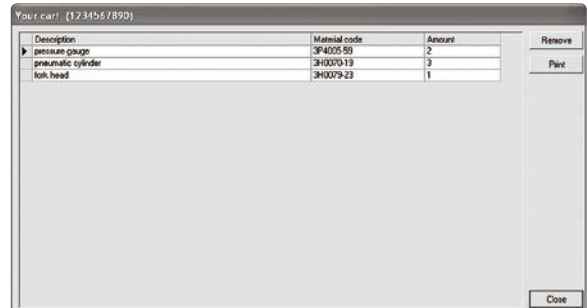 Your cart (1234567890)
Description Material code Amount
pressure gauge 3P4005-58 2
pneumatic cylinder 3H0070-19 3
fork head 3H0079-23 1
Remove
Print
Close